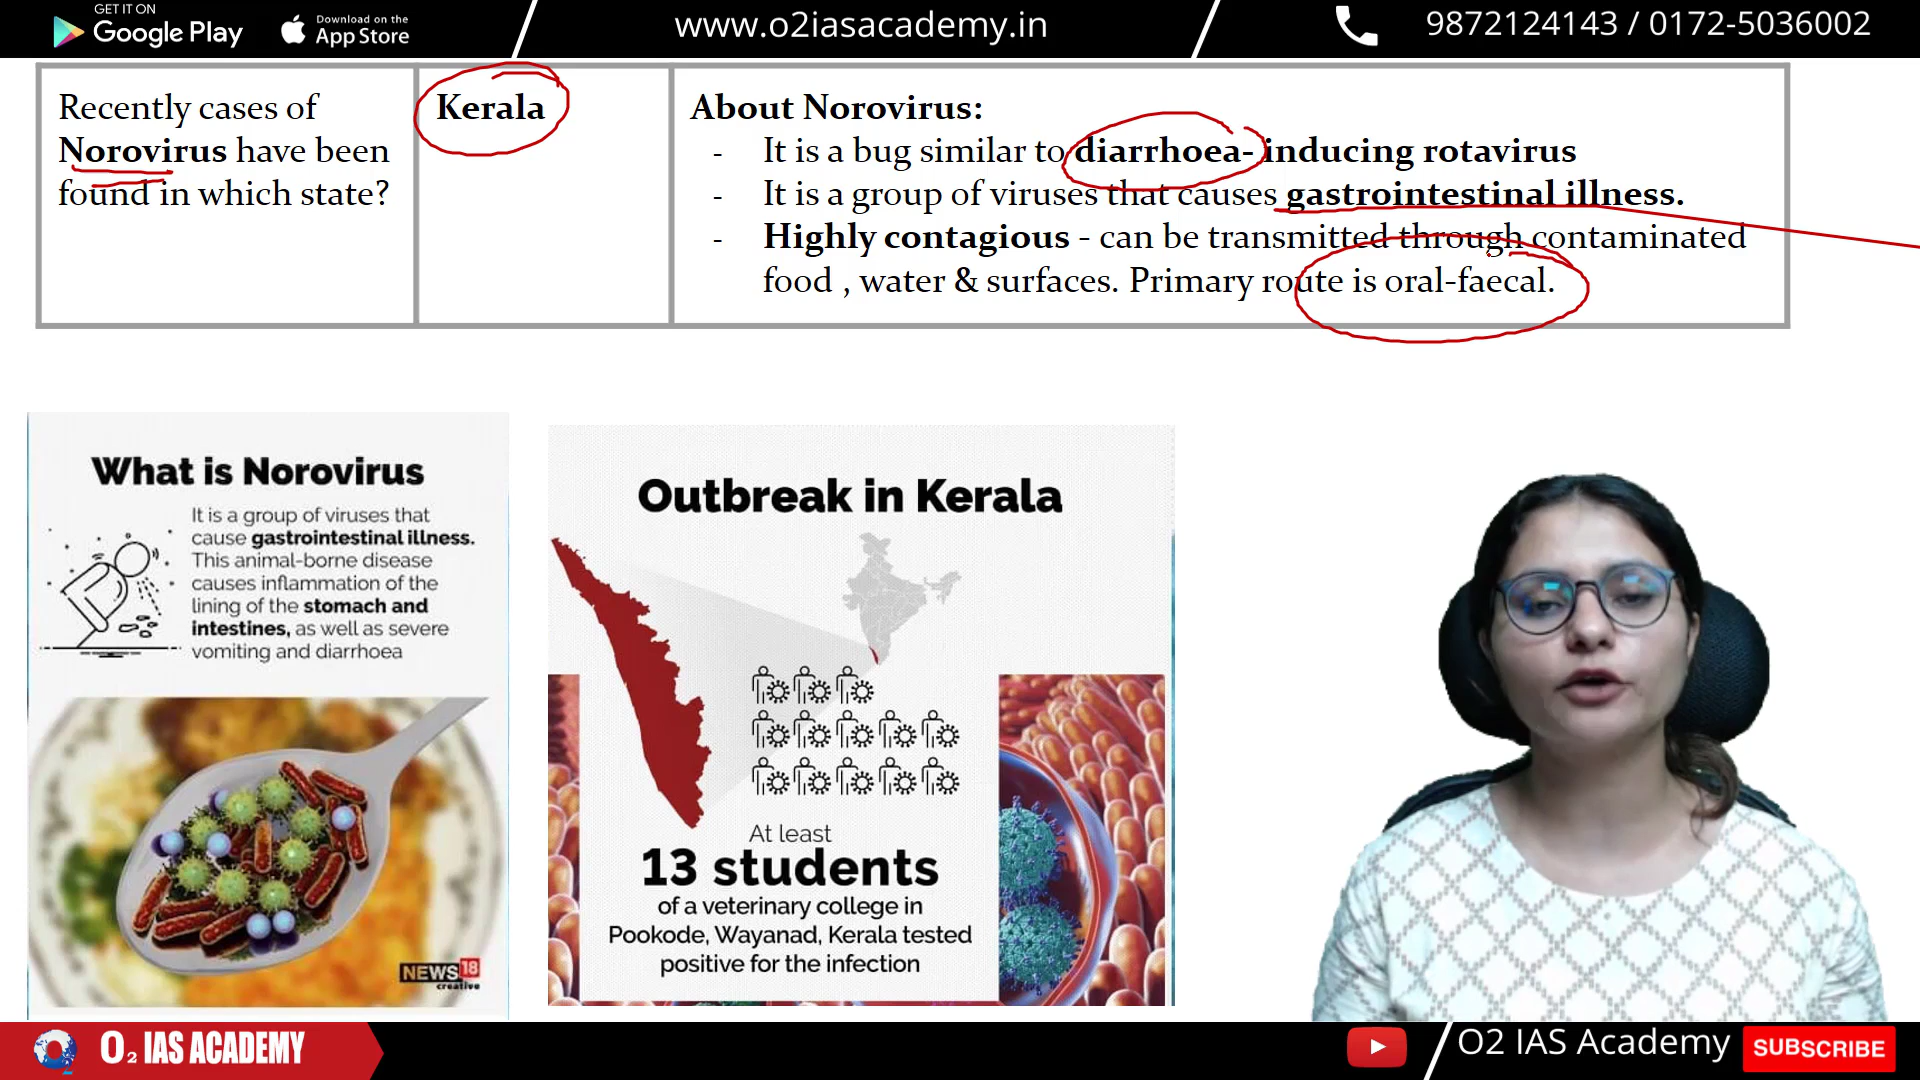 GET IT ON
Google Play
Download on the
App Store
www.o2iasacademy.in
9872124143 / 0172-5036002
Recently cases of
Norovirus have been
found in which state?
Kerala
About Norovirus:
- It is a bug similar to diarrhoea- inducing rotavirus
- It is a group of viruses that causes gastrointestinal illness.
- Highly contagious - can be transmitted through contaminated
food , water & surfaces. Primary route is oral-faecal.
What is Norovirus
It is a group of viruses that
cause gastrointestinal illness.
This animal-borne disease
causes inflammation of the
lining of the stomach and
intestines, as well as severe
vomiting and diarrhoea
NEWS18
creative
Outbreak in Kerala
At least
13 students
of a veterinary college in
Pookode, Wayanad, Kerala tested
positive for the infection
O2 IAS ACADEMY
O2 IAS Academy
SUBSCRIBE